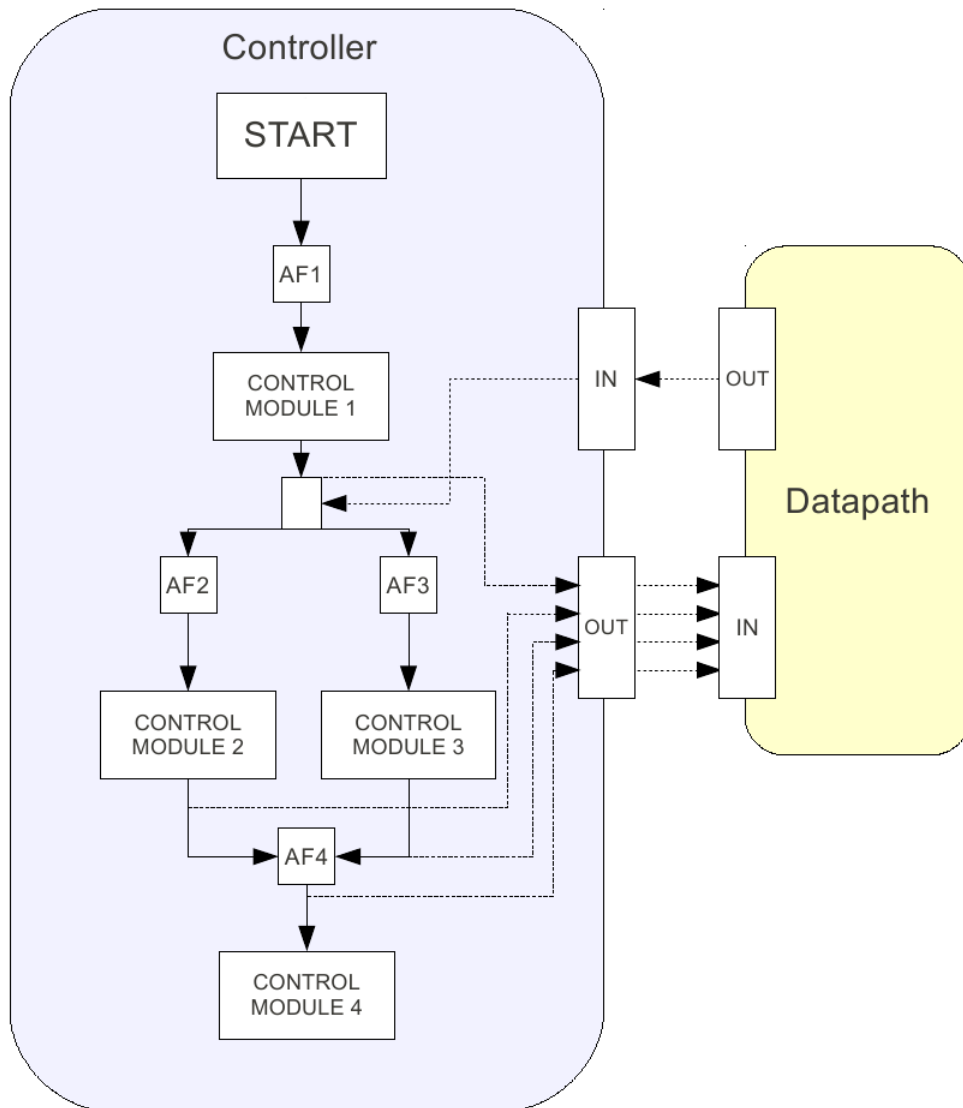 Controller
START
AF1
CONTROL
MODULE 1
IN
OUT
Datapath
AF2
AF3
OUT
IN
CONTROL
MODULE 2
CONTROL
MODULE 3
AF4
CONTROL
MODULE 4